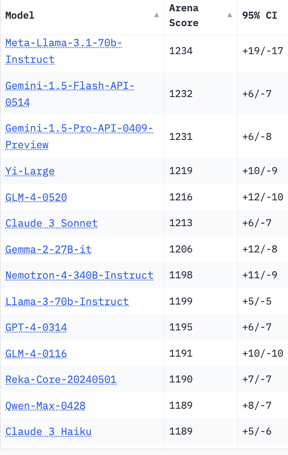 Model ▲ Arena Score ▲ 95% CI
Meta-Llama-3.1-70b-Instruct 1234 +19/-17
Gemini-1.5-Flash-API-0514 1232 +6/-7
Gemini-1.5-Pro-API-0409-Preview 1231 +6/-8
Yi-Large 1219 +10/-9
GLM-4-0520 1216 +12/-10
Claude 3 Sonnet 1213 +6/-7
Gemma-2-27B-it 1206 +12/-8
Nemotron-4-340B-Instruct 1198 +11/-9
Llama-3-70b-Instruct 1199 +5/-5
GPT-4-0314 1195 +6/-7
GLM-4-0116 1191 +10/-10
Reka-Core-20240501 1190 +7/-7
Qwen-Max-0428 1189 +8/-7
Claude 3 Haiku 1189 +5/-6